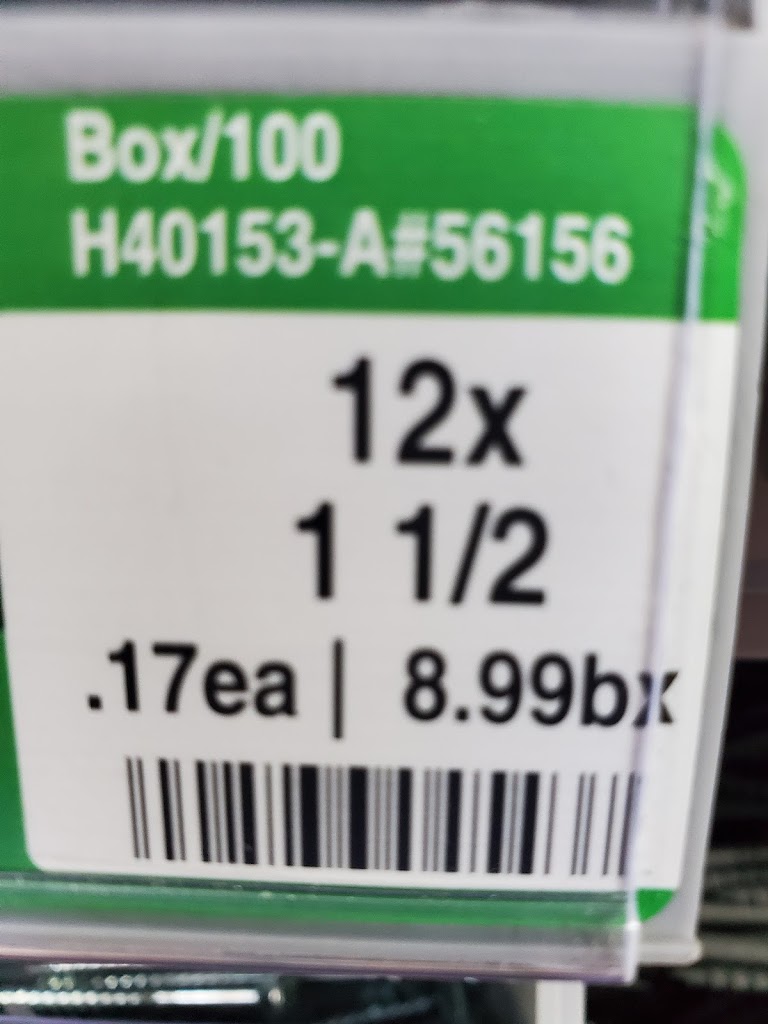 Box/100
H40153-A#56156
12x
1 1/2
.17ea | 8.99bx